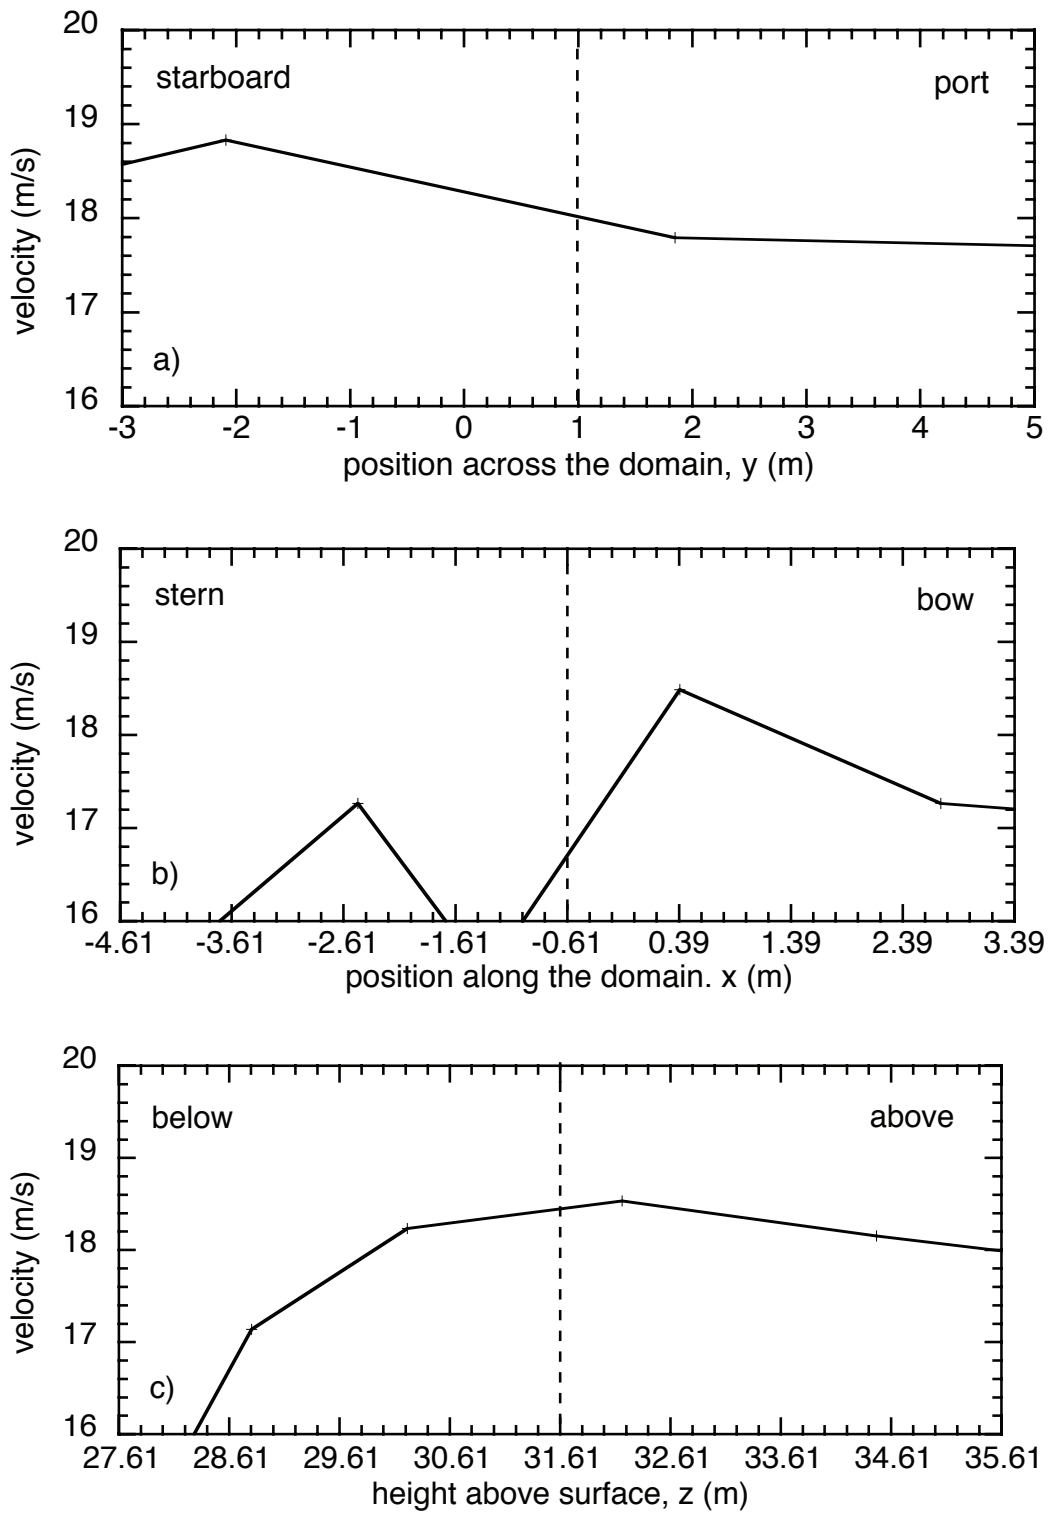 20
starboard
port
19
18
17
a)
16
velocity (m/s)
-3 -2 -1 0 1 2 3 4 5
position across the domain, y (m)
20
stern
bow
19
18
17
b)
16
velocity (m/s)
-4.61 -3.61 -2.61 -1.61 -0.61 0.39 1.39 2.39 3.39
position along the domain. x (m)
20
below
above
19
18
17
c)
16
velocity (m/s)
27.61 28.61 29.61 30.61 31.61 32.61 33.61 34.61 35.61
height above surface, z (m)